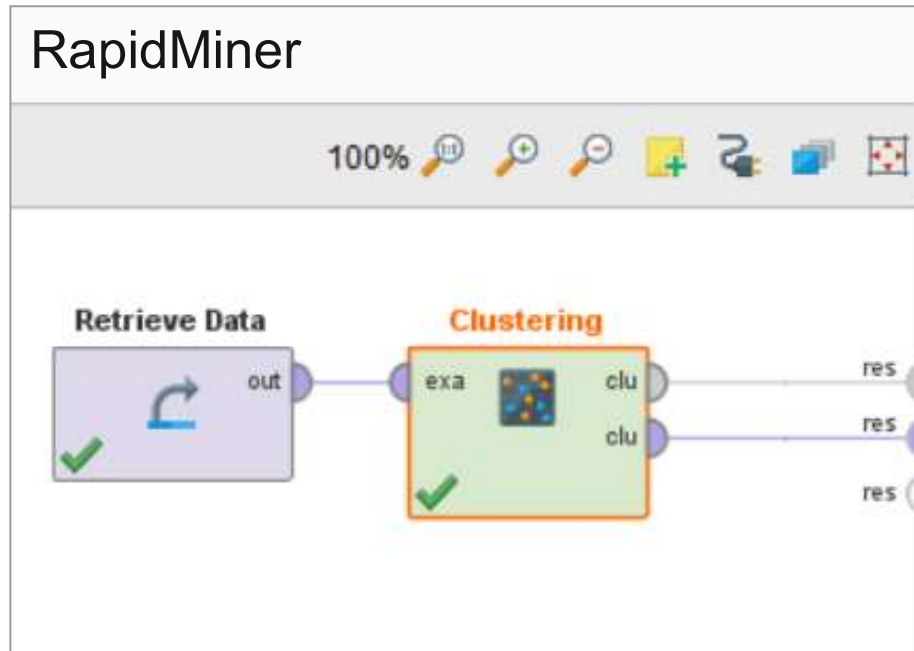 RapidMiner
100%
Retrieve Data
Clustering
out
exa
clu
res
clu
res
res